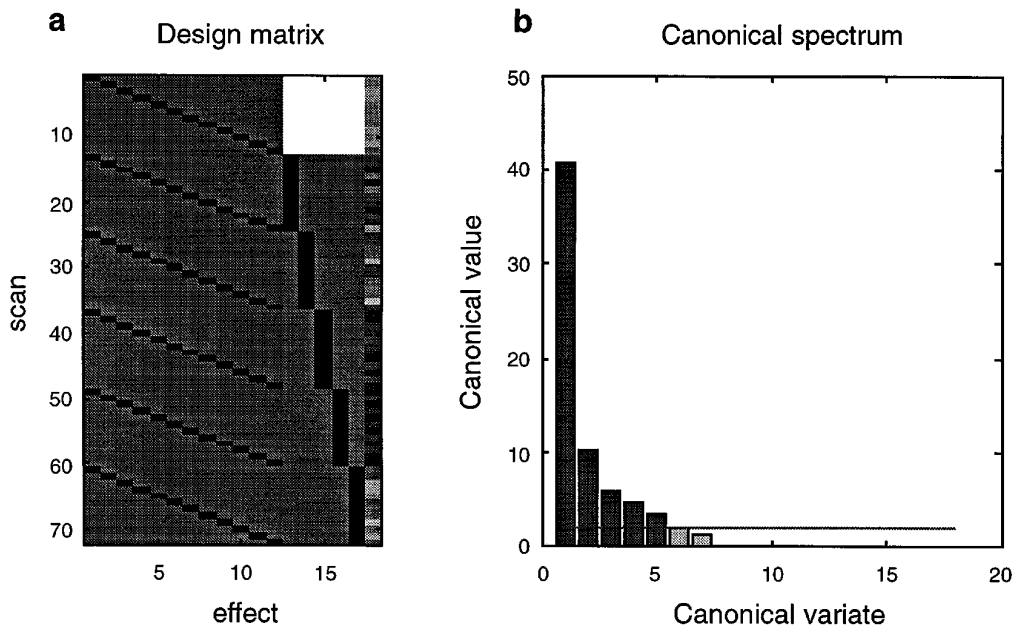 a
Design matrix
10
20
30
40
50
60
70
scan
5
10
15
effect
b
Canonical spectrum
50
40
30
20
10
0
Canonical value
0
5
10
15
20
Canonical variate